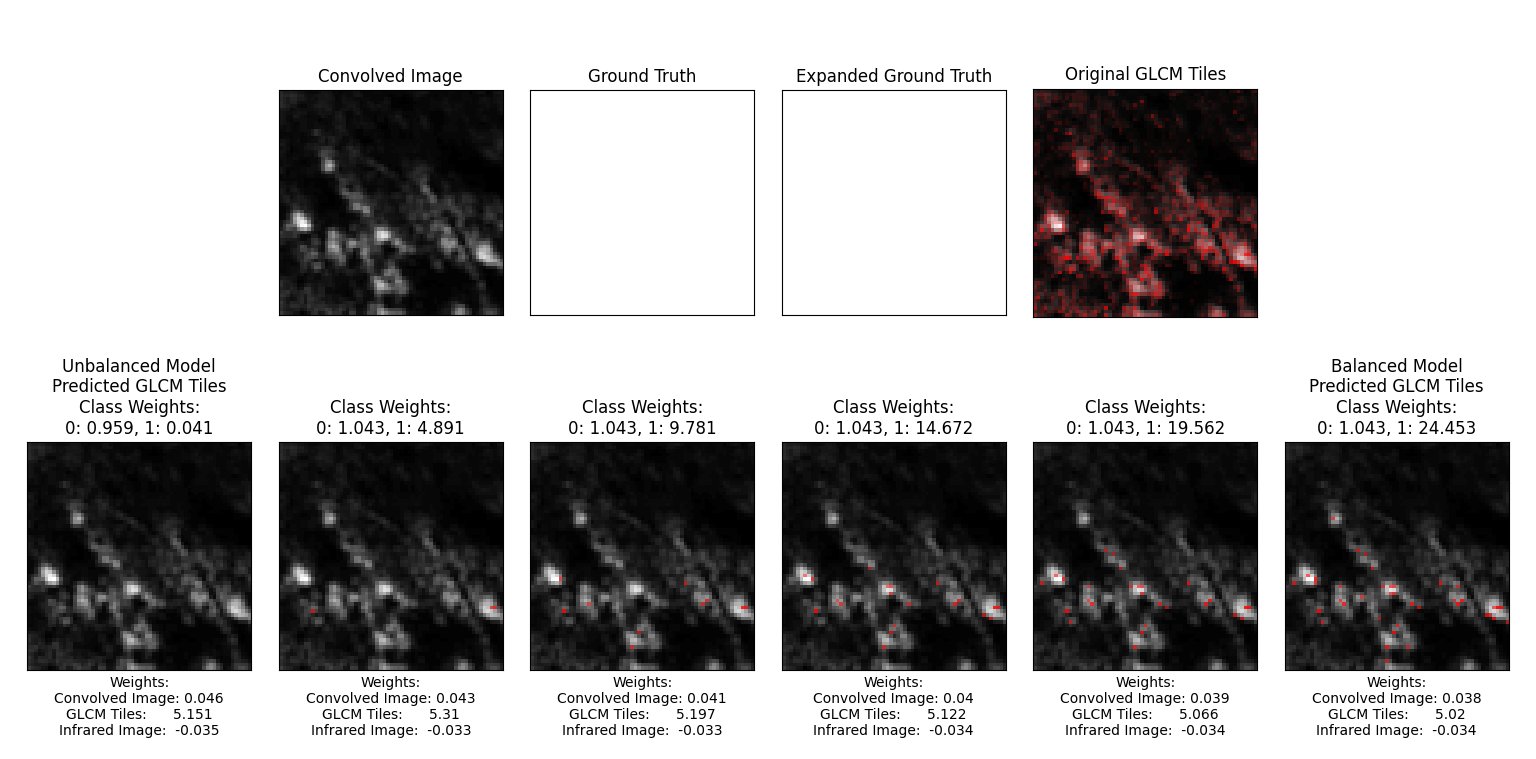 Convolved Image
Ground Truth
Expanded Ground Truth
Original GLCM Tiles
Unbalanced Model
Predicted GLCM Tiles
Class Weights:
0: 0.959, 1: 0.041
Class Weights:
0: 1.043, 1: 4.891
Class Weights:
0: 1.043, 1: 9.781
Class Weights:
0: 1.043, 1: 14.672
Class Weights:
0: 1.043, 1: 19.562
Balanced Model
Predicted GLCM Tiles
Class Weights:
0: 1.043, 1: 24.453
Weights:
Convolved Image: 0.046
GLCM Tiles: 5.151
Infrared Image: -0.035
Weights:
Convolved Image: 0.043
GLCM Tiles: 5.31
Infrared Image: -0.033
Weights:
Convolved Image: 0.041
GLCM Tiles: 5.197
Infrared Image: -0.033
Weights:
Convolved Image: 0.04
GLCM Tiles: 5.122
Infrared Image: -0.034
Weights:
Convolved Image: 0.039
GLCM Tiles: 5.066
Infrared Image: -0.034
Weights:
Convolved Image: 0.038
GLCM Tiles: 5.02
Infrared Image: -0.034